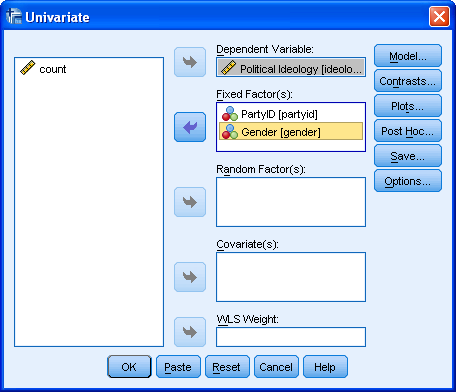 Univariate
Dependent Variable:
Model...
count
Political Ideology [ideolo...
Contrasts...
Fixed Factor(s):
Plots...
PartyID [partyid]
Gender [gender]
Post Hoc...
Save...
Random Factor(s):
Options...
Covariate(s):
WLS Weight:
OK
Paste
Reset
Cancel
Help